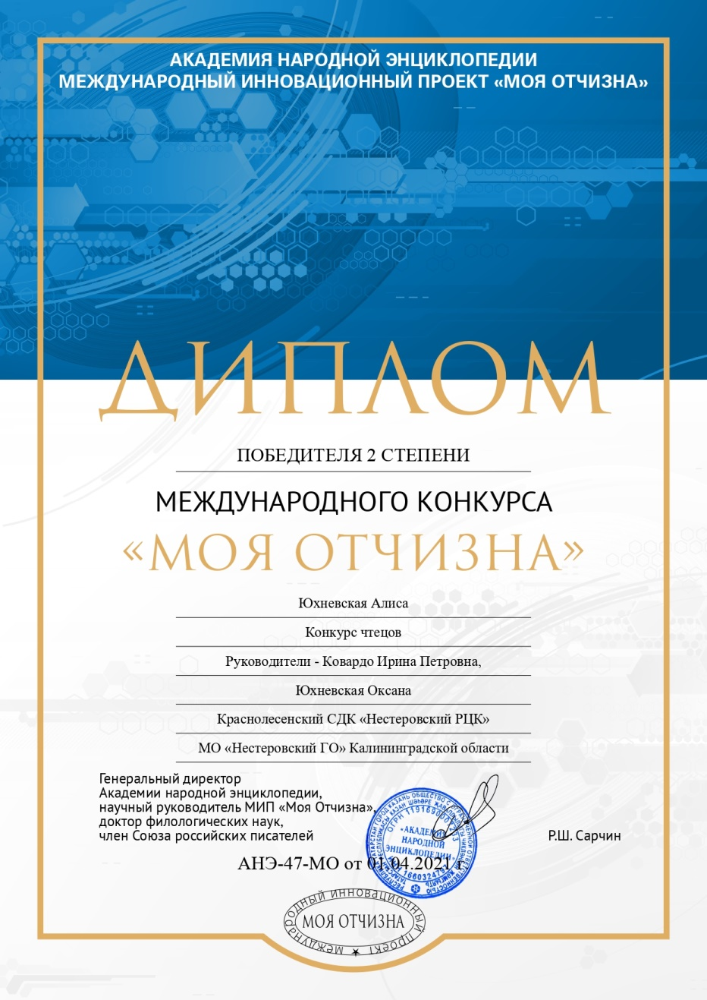 АКАДЕМИЯ НАРОДНОЙ ЭНЦИКЛОПЕДИИ
МЕЖДУНАРОДНЫЙ ИННОВАЦИОННЫЙ ПРОЕКТ «МОЯ ОТЧИЗНА»
ДИПЛОМ
ПОБЕДИТЕЛЯ 2 СТЕПЕНИ
МЕЖДУНАРОДНОГО КОНКУРСА
«МОЯ ОТЧИЗНА»
Юхневская Алиса
Конкурс чтецов
Руководители - Ковардо Ирина Петровна,
Юхневская Оксана
Краснолесенский СДК «Нестеровский РЦК»
МО «Нестеровский ГО» Калининградской области
Генеральный директор
Академии народной энциклопедии,
научный руководитель МИП «Моя Отчизна»,
доктор филологических наук,
член Союза российских писателей
Р.Ш. Сарчин
«АКАДЕМИЯ
НАРОДНОЙ
ЭНЦИКЛОПЕДИИ»
АНЭ-47-МО от 01.04.2021 г.
МЕЖДУНАРОДНЫЙ ИННОВАЦИОННЫЙ ПРОЕКТ
МОЯ ОТЧИЗНА